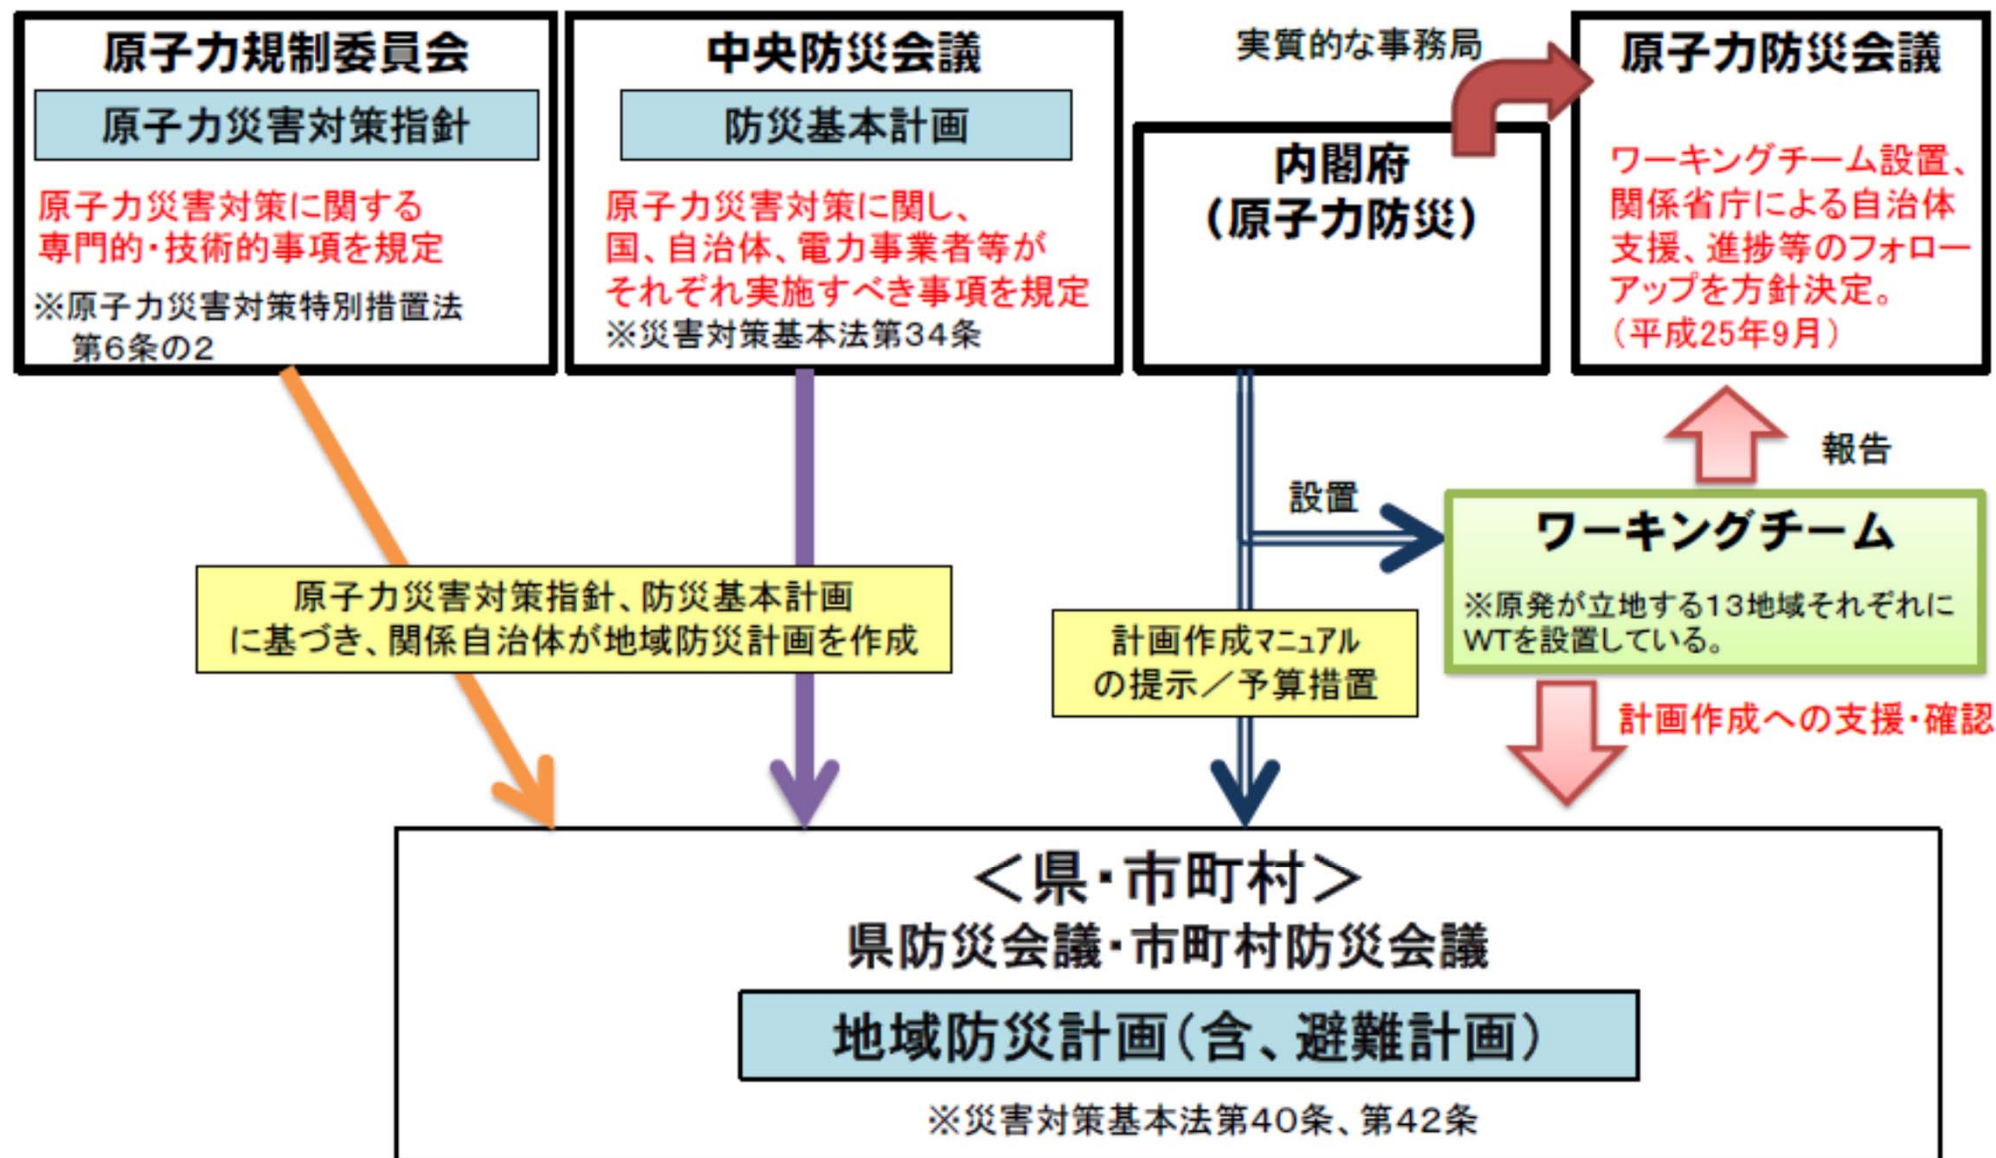 原子力規制委員会
原子力災害対策指針
原子力災害対策に関する
専門的・技術的事項を規定
※原子力災害対策特別措置法
第6条の2
中央防災会議
防災基本計画
原子力災害対策に関し、
国、自治体、電力事業者等が
それぞれ実施すべき事項を規定
※災害対策基本法第34条
実質的な事務局
内閣府
(原子力防災)
原子力防災会議
ワーキングチーム設置、
関係省庁による自治体
支援、進捗等のフォロー
アップを方針決定。
(平成25年9月)
報告
設置
ワーキングチーム
※原発が立地する13地域それぞれに
WTを設置している。
原子力災害対策指針、防災基本計画
に基づき、関係自治体が地域防災計画を作成
計画作成ﾏﾆｭｱﾙ
の提示／予算措置
計画作成への支援・確認
＜県・市町村＞
県防災会議・市町村防災会議
地域防災計画(含、避難計画)
※災害対策基本法第40条、第42条